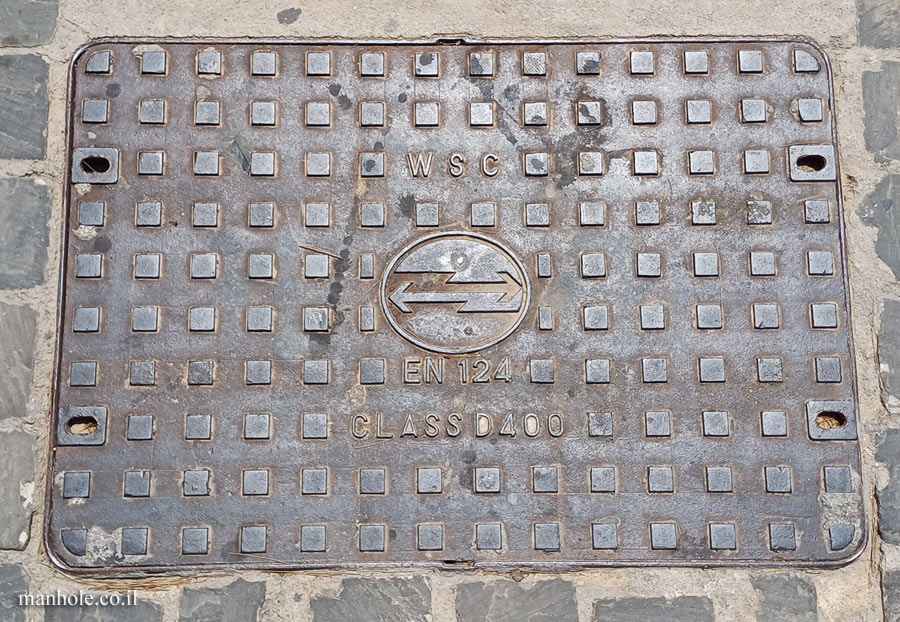 WSC
EN 124
CLASS D400
manhole.co.il